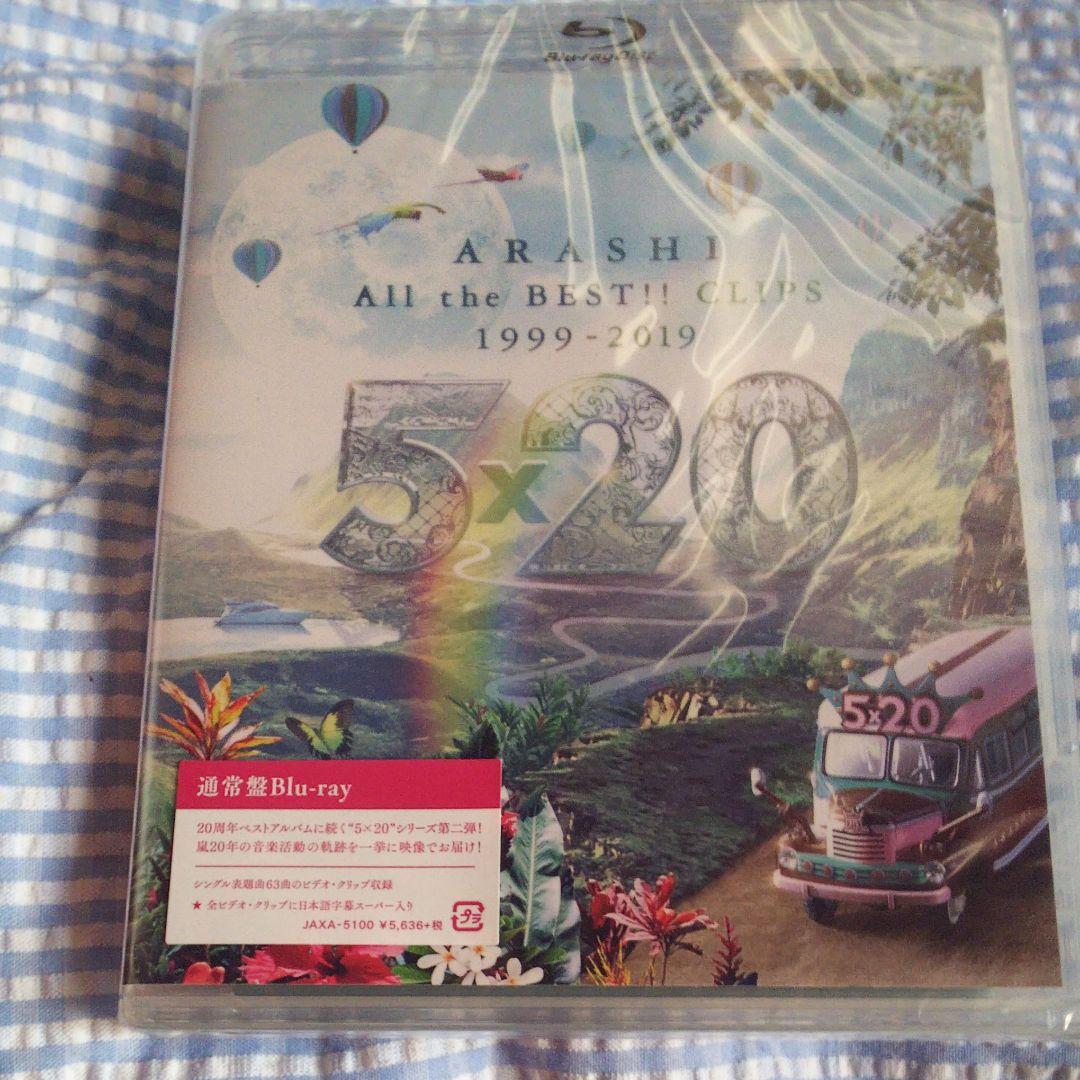 Blu-ray Disc
ARASHI
All the BEST!! CLIPS
1999-2019
5x20
5x20
通常盤Blu-ray
20周年ベストアルバムに続く“5×20”シリーズ第二弾!
嵐20年の音楽活動の軌跡を一挙に映像でお届け!
シングル表題曲63曲のビデオ・クリップ収録
★ 全ビデオ・クリップに日本語字幕スーパー入り
JAXA-5100 ¥5,636+税
プラ